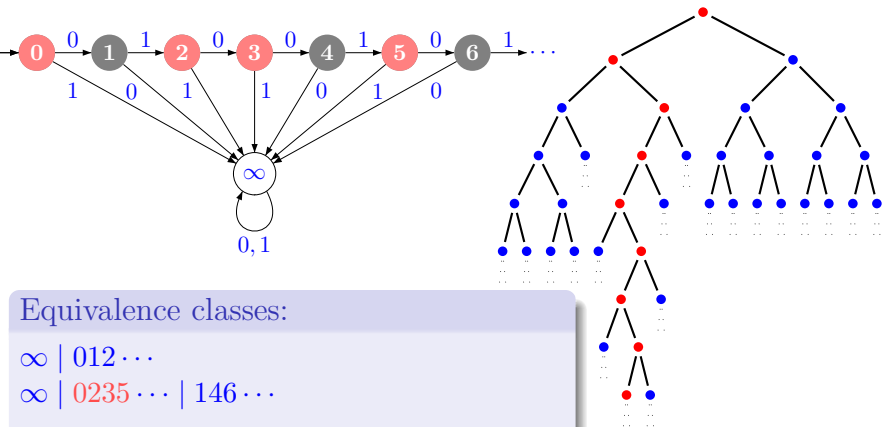 0 1 0 0 1 0 1
0 1 2 3 4 5 6 ···
1 0 1 1 0 1 0
∞
0, 1
Equivalence classes:
∞ | 012 ···
∞ | 0235 ··· | 146 ···